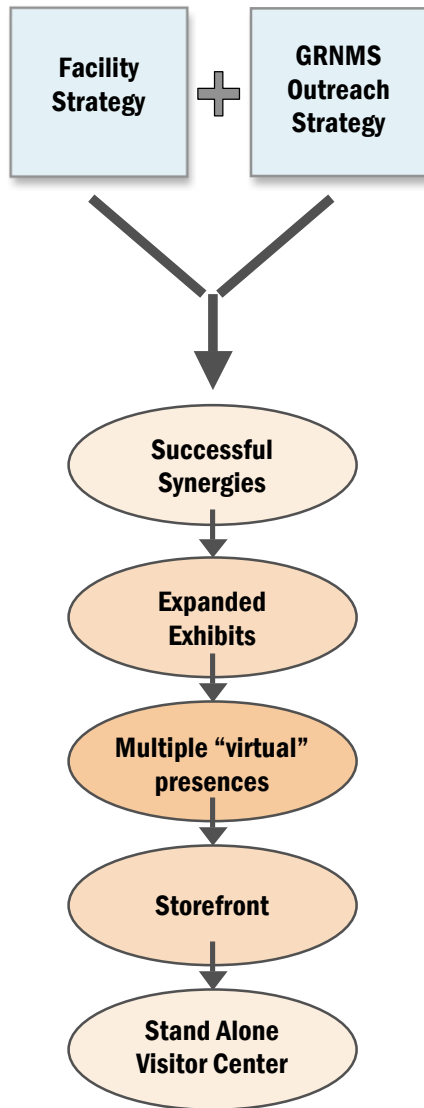 Facility
Strategy
GRNMS
Outreach
Strategy
Successful
Synergies
Expanded
Exhibits
Multiple “virtual”
presences
Storefront
Stand Alone
Visitor Center